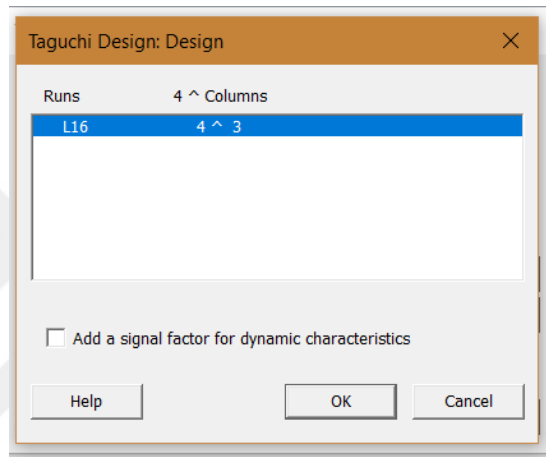 Taguchi Design: Design
Runs 4 ^ Columns
L16 4 ^ 3
Add a signal factor for dynamic characteristics
Help OK Cancel